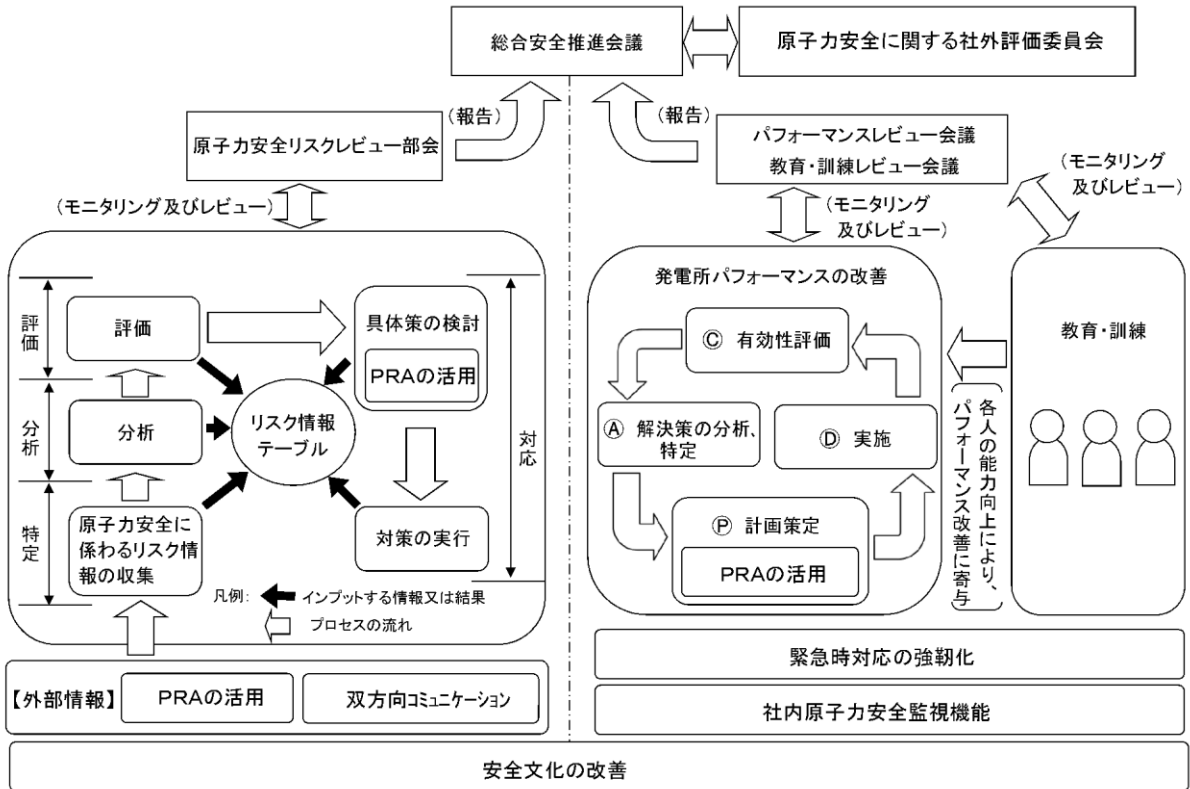 総合安全推進会議
原子力安全に関する社外評価委員会
(報告)
(報告)
原子力安全リスクレビュー部会
パフォーマンスレビュー会議
教育・訓練レビュー会議
(モニタリング
及びレビュー)
(モニタリング及びレビュー)
(モニタリング
及びレビュー)
評価
分析
特定
評価
分析
原子力安全に
係わるリスク情
報の収集
リスク情報
テーブル
具体策の検討
PRAの活用
対策の実行
対応
凡例:
インプットする情報又は結果
プロセスの流れ
【外部情報】
PRAの活用
双方向コミュニケーション
発電所パフォーマンスの改善
Ⓒ 有効性評価
Ⓐ 解決策の分析、
特定
Ⓓ 実施
Ⓟ 計画策定
PRAの活用
教育・訓練
各人の能力向上により、
パフォーマンス改善に寄与
緊急時対応の強靭化
社内原子力安全監視機能
安全文化の改善